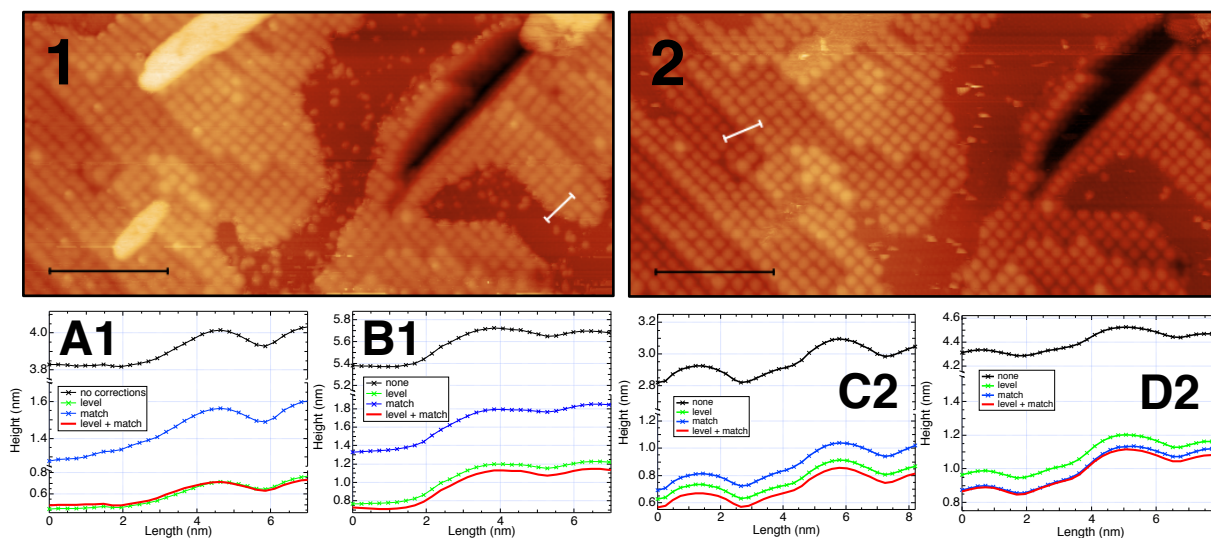 1
2
A1
4.0
3.8
1.6
1.4
0.8
0.6
no corrections
level
match
level + match
Height (nm)
0
2
4
6
Length (nm)
B1
5.8
5.6
5.4
5.2
2.0
1.8
1.6
1.4
1.2
1.0
0.8
none
level
match
level + match
Height (nm)
0
2
4
6
Length (nm)
C2
3.2
3.0
2.8
1.0
0.8
0.6
none
level
match
level + match
Height (nm)
0
2
4
6
8
Length (nm)
D2
4.6
4.4
4.2
1.4
1.2
1.0
0.8
none
level
match
level + match
Height (nm)
0
2
4
6
Length (nm)